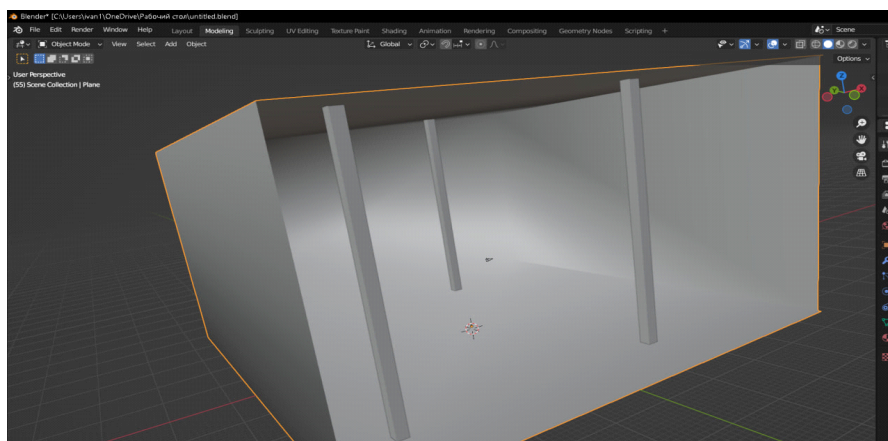 Blender* [C:\Users\ivan1\OneDrive\Рабочий стол\untitled.blend]
File Edit Render Window Help Layout Modeling Sculpting UV Editing Texture Paint Shading Animation Rendering Compositing Geometry Nodes Scripting + Scene
Object Mode View Select Add Object Global
Options
User Perspective
(55) Scene Collection | Plane
Z
Y
X